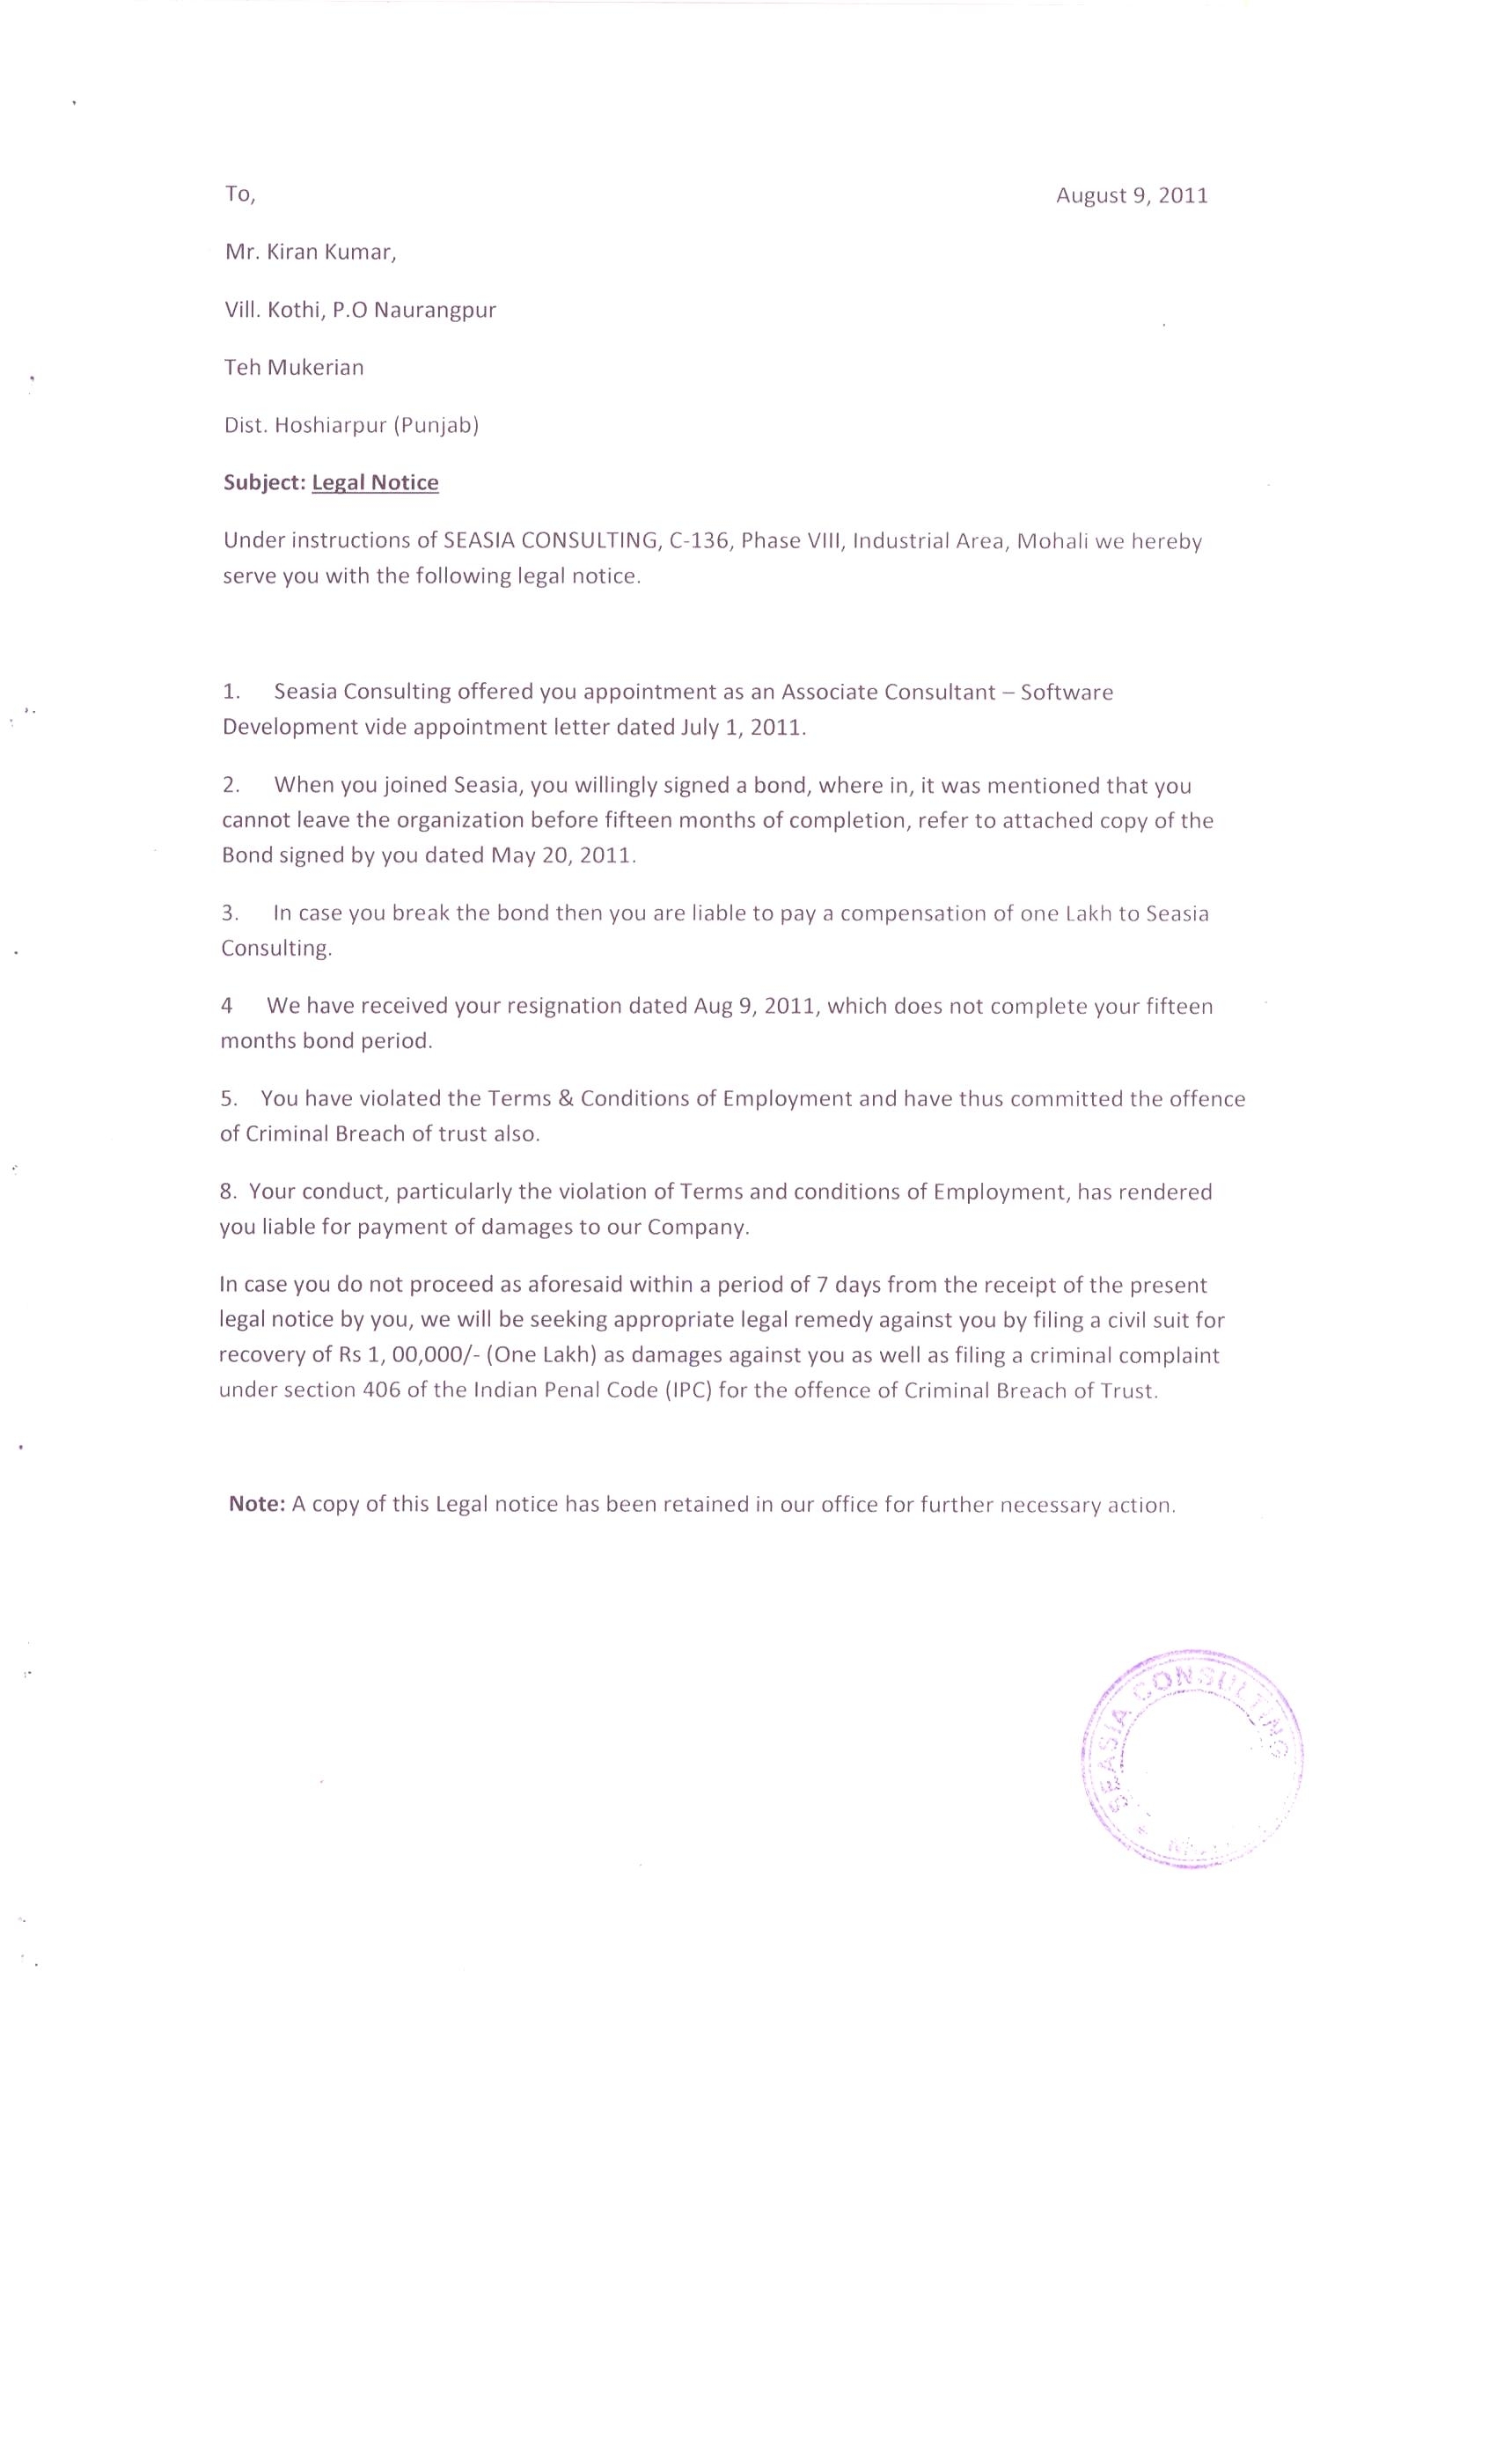 To,
August 9, 2011
Mr. Kiran Kumar,
Vill. Kothi, P.O Naurangpur
Teh Mukerian
Dist. Hoshiarpur (Punjab)
Subject: Legal Notice
Under instructions of SEASIA CONSULTING, C-136, Phase VIII, Industrial Area, Mohali we hereby
serve you with the following legal notice.
1. Seasia Consulting offered you appointment as an Associate Consultant – Software
Development vide appointment letter dated July 1, 2011.
2. When you joined Seasia, you willingly signed a bond, where in, it was mentioned that you
cannot leave the organization before fifteen months of completion, refer to attached copy of the
Bond signed by you dated May 20, 2011.
3. In case you break the bond then you are liable to pay a compensation of one Lakh to Seasia
Consulting.
4 We have received your resignation dated Aug 9, 2011, which does not complete your fifteen
months bond period.
5. You have violated the Terms & Conditions of Employment and have thus committed the offence
of Criminal Breach of trust also.
8. Your conduct, particularly the violation of Terms and conditions of Employment, has rendered
you liable for payment of damages to our Company.
In case you do not proceed as aforesaid within a period of 7 days from the receipt of the present
legal notice by you, we will be seeking appropriate legal remedy against you by filing a civil suit for
recovery of Rs 1, 00,000/- (One Lakh) as damages against you as well as filing a criminal complaint
under section 406 of the Indian Penal Code (IPC) for the offence of Criminal Breach of Trust.
Note: A copy of this Legal notice has been retained in our office for further necessary action.
SEASIA CONSULTING